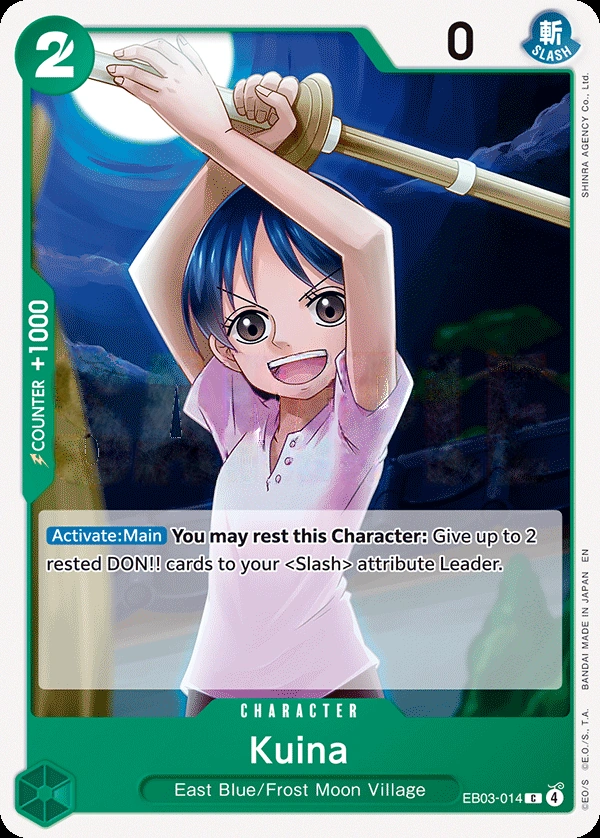 2
0
斬
SLASH
SHINRA AGENCY Co., Ltd.
COUNTER +1000
SAMPLE
Activate:Main You may rest this Character: Give up to 2
rested DON!! cards to your <Slash> attribute Leader.
BANDAI MADE IN JAPAN EN
CHARACTER
Kuina
East Blue/Frost Moon Village
EB03-014 C 4
©EO/S ©E.O./S., T.A.